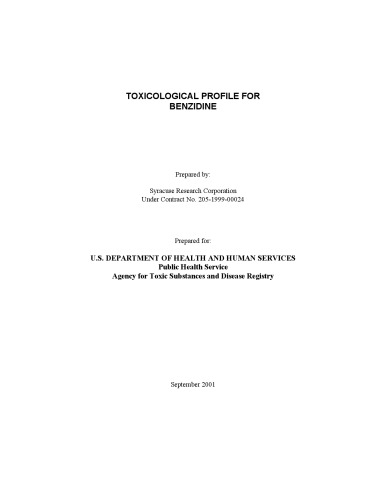 TOXICOLOGICAL PROFILE FOR
BENZIDINE
Prepared by:
Syracuse Research Corporation
Under Contract No. 205-1999-00024
Prepared for:
U.S. DEPARTMENT OF HEALTH AND HUMAN SERVICES
Public Health Service
Agency for Toxic Substances and Disease Registry
September 2001